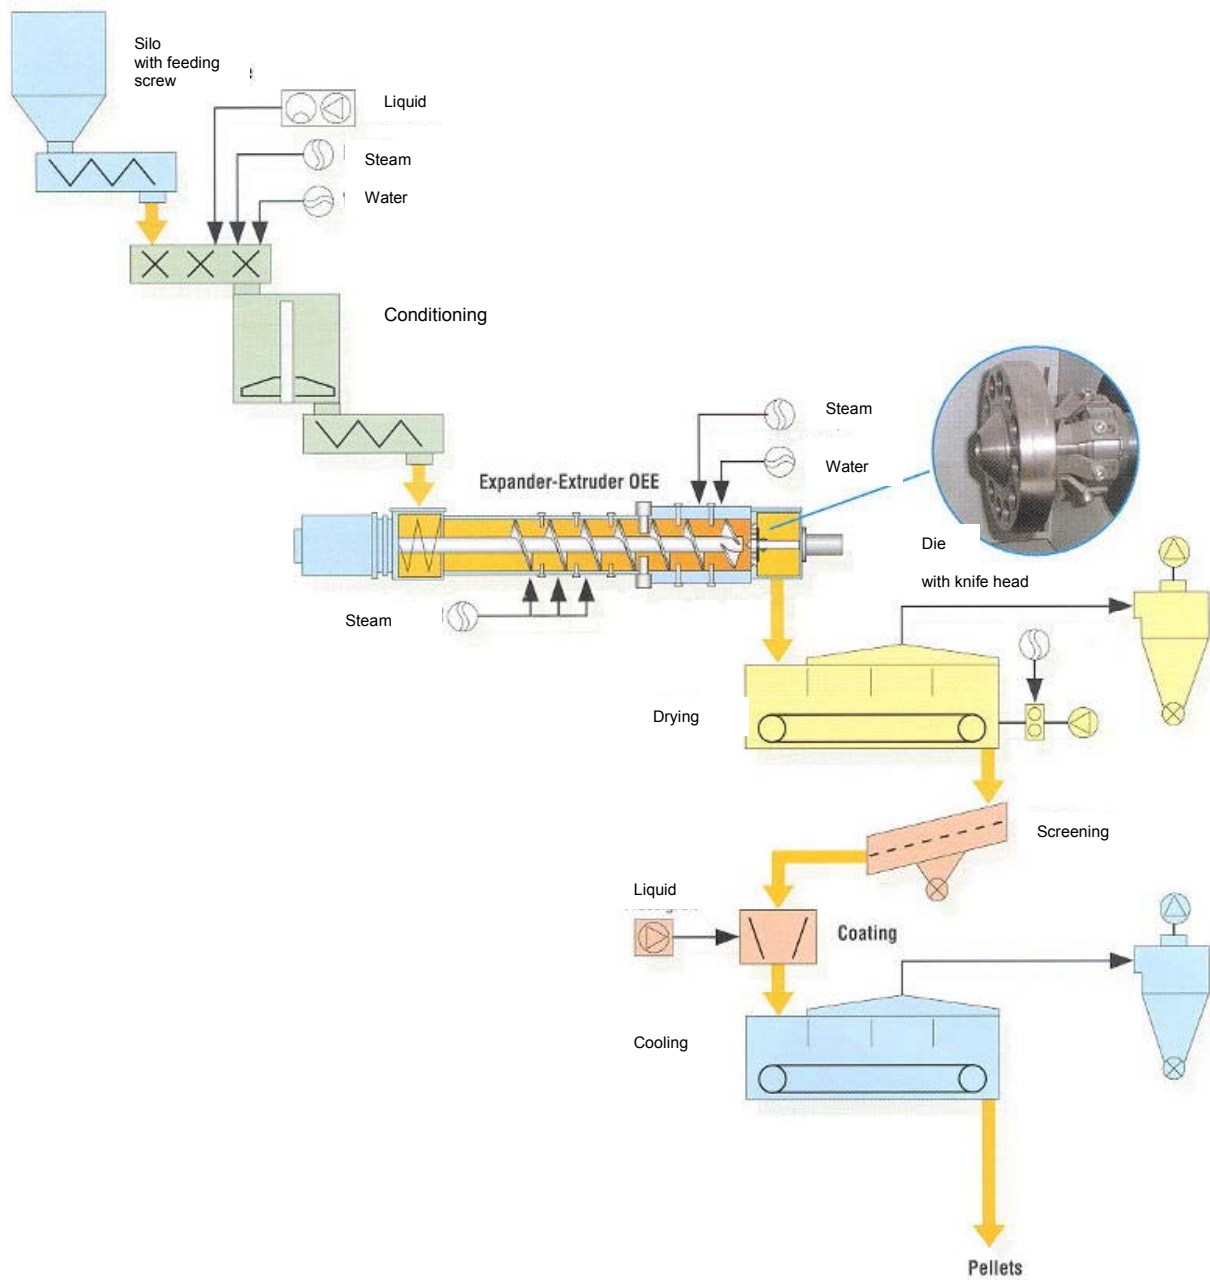 Silo
with feeding
screw
Liquid
Steam
Water
Conditioning
Steam
Water
Expander-Extruder OEE
Die
with knife head
Steam
Drying
Screening
Liquid
Coating
Cooling
Pellets